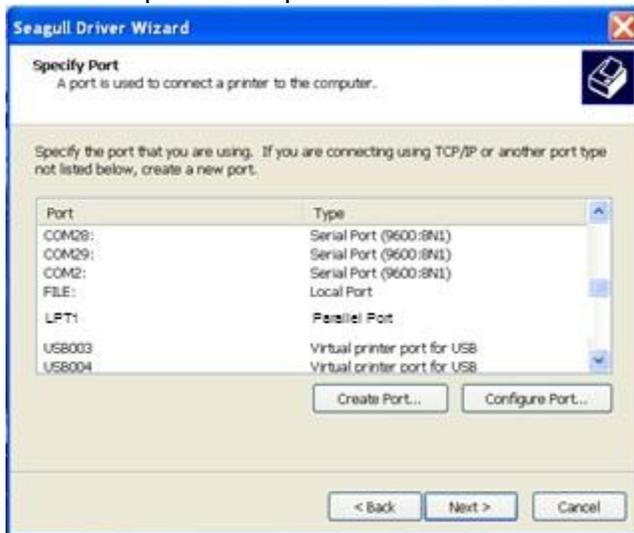 Seagull Driver Wizard
Specify Port
A port is used to connect a printer to the computer.
Specify the port that you are using. If you are connecting using TCP/IP or another port type
not listed below, create a new port.
Port Type
COM28: Serial Port (9600:8N1)
COM29: Serial Port (9600:8N1)
COM2: Serial Port (9600:8N1)
FILE: Local Port
LPT1 Parallel Port
USB003 Virtual printer port for USB
USB004 Virtual printer port for USB
Create Port... Configure Port...
< Back Next > Cancel